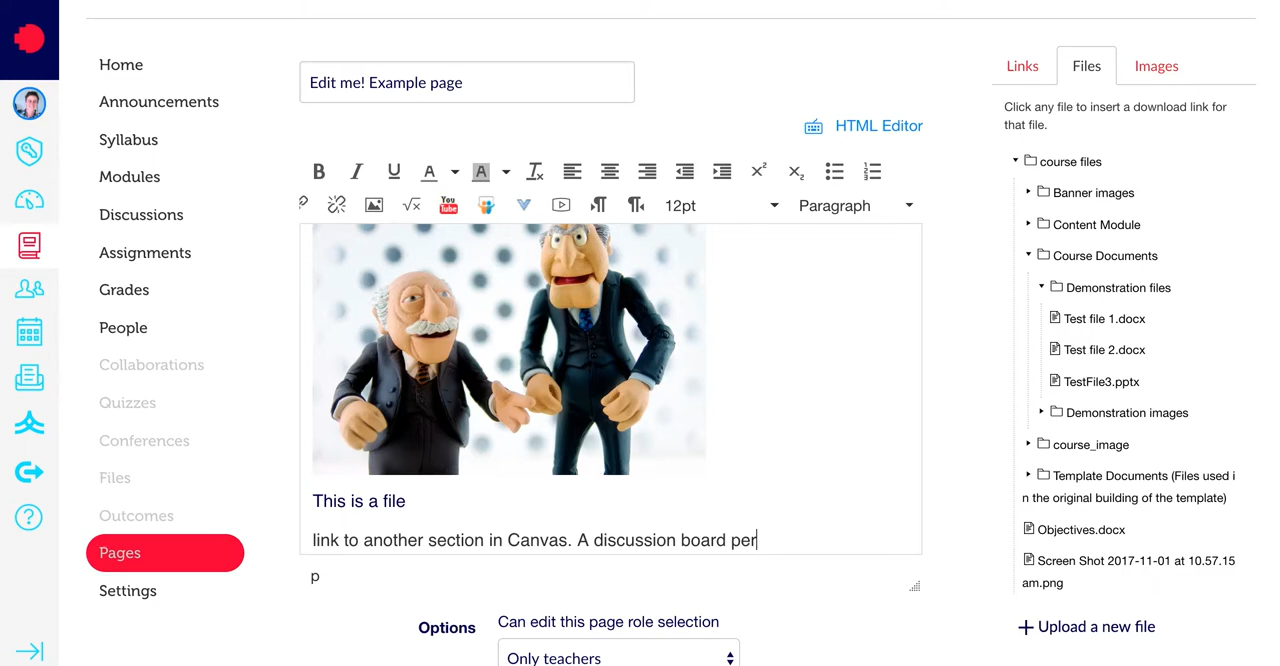 Home
Announcements
Syllabus
Modules
Discussions
Assignments
Grades
People
Collaborations
Quizzes
Conferences
Files
Outcomes
Pages
Settings
Edit me! Example page
HTML Editor
B I U A A Tx x² x₂
√x You Tube 12pt Paragraph
This is a file
link to another section in Canvas. A discussion board per
p
Options
Can edit this page role selection
Only teachers
Links Files Images
Click any file to insert a download link for
that file.
course files
Banner images
Content Module
Course Documents
Demonstration files
Test file 1.docx
Test file 2.docx
TestFile3.pptx
Demonstration images
course_image
Template Documents (Files used i
n the original building of the template)
Objectives.docx
Screen Shot 2017-11-01 at 10.57.15
am.png
+ Upload a new file